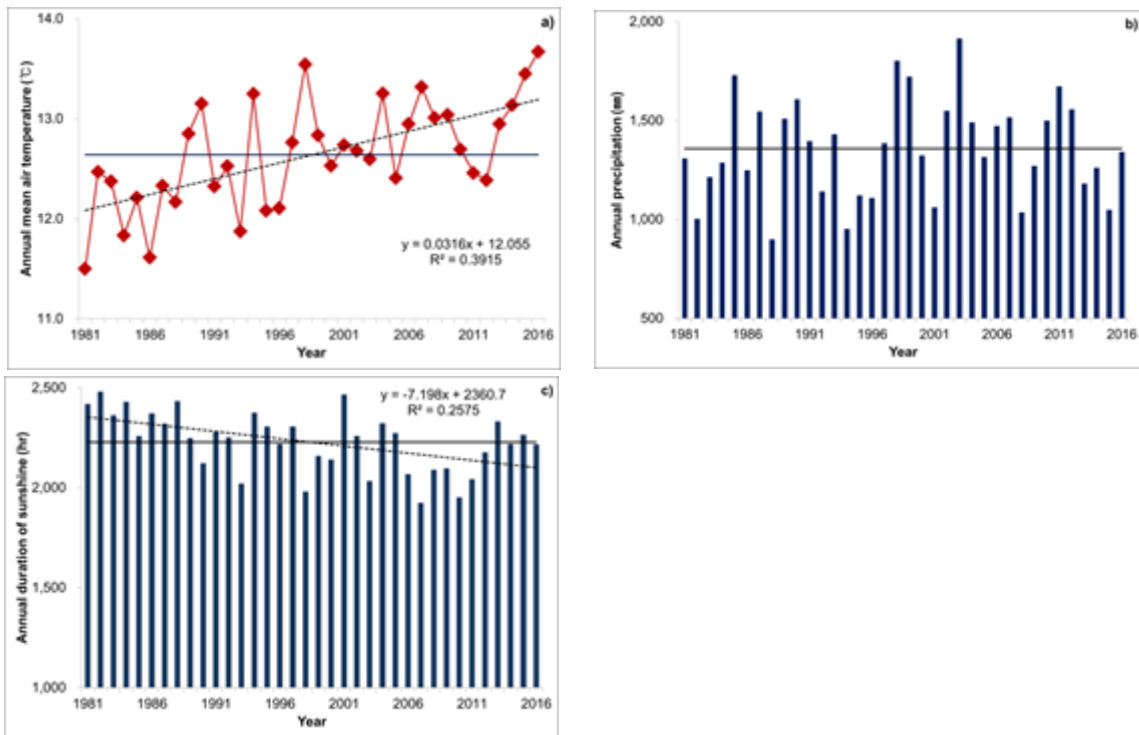 a)
14.0
13.0
12.0
11.0
Annual mean air temperature (℃)
y = 0.0316x + 12.055
R² = 0.3915
1981 1986 1991 1996 2001 2006 2011 2016
Year
b)
2,000
1,500
1,000
500
Annual precipitation (㎜)
1981 1986 1991 1996 2001 2006 2011 2016
Year
c)
2,500
2,000
1,500
1,000
Annual duration of sunshine (hr)
y = -7.198x + 2360.7
R² = 0.2575
1981 1986 1991 1996 2001 2006 2011 2016
Year